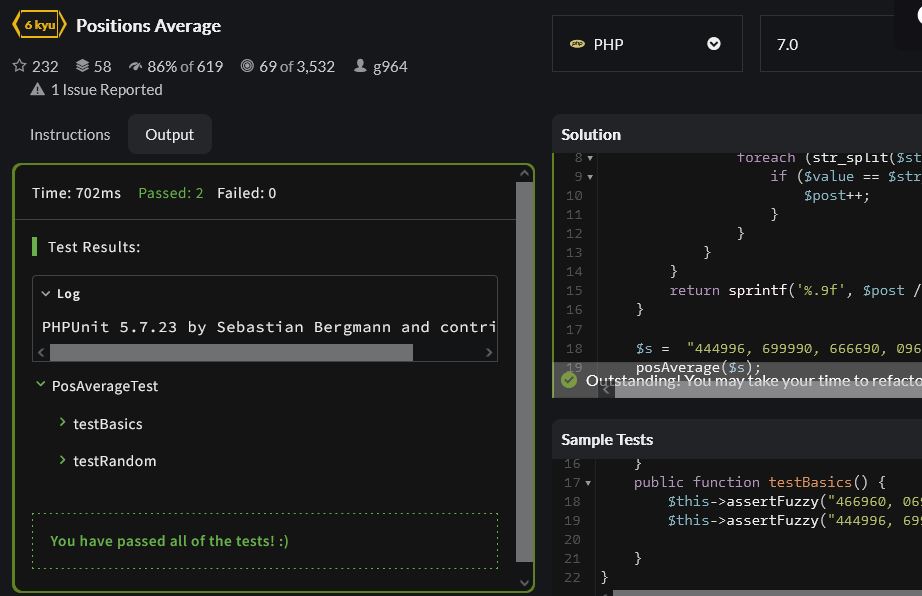 6 kyu Positions Average
232 58 86% of 619 69 of 3,532 g964
1 Issue Reported
Instructions Output
Time: 702ms Passed: 2 Failed: 0
Test Results:
Log
PHPUnit 5.7.23 by Sebastian Bergmann and contri
PosAverageTest
testBasics
testRandom
You have passed all of the tests! :)
php PHP 7.0
Solution
8 foreach (str_split($st
9 if ($value == $str
10 $post++;
11 }
12 }
13 }
14 }
15 return sprintf('%.9f', $post /
16 }
17
18 $s = "444996, 699990, 666690, 096
19 posAverage($s);
Outstanding! You may take your time to refacto
Sample Tests
16 }
17 public function testBasics() {
18 $this->assertFuzzy("466960, 069
19 $this->assertFuzzy("444996, 699
20
21 }
22 }